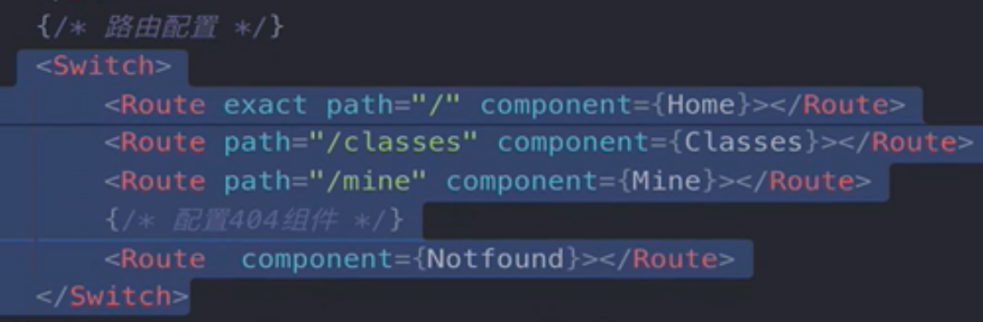 {/* 路由配置 */}
<Switch>
<Route exact path="/" component={Home}></Route>
<Route path="/classes" component={Classes}></Route>
<Route path="/mine" component={Mine}></Route>
{/* 配置404组件 */}
<Route  component={Notfound}></Route>
</Switch>